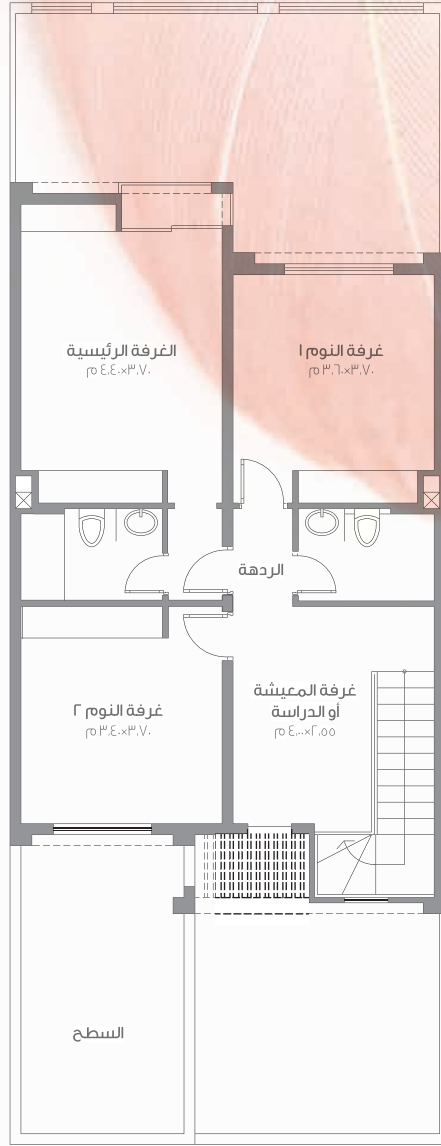 غرفة النوم ١
٣,٧٠×٣,٦٠ م
الغرفة الرئيسية
٣,٧٠×٤,٤٠ م
الردهة
غرفة المعيشة
أو الدراسة
٢,٥٥×٤,٠٠ م
غرفة النوم ٢
٣,٧٠×٣,٤٠ م
السطح